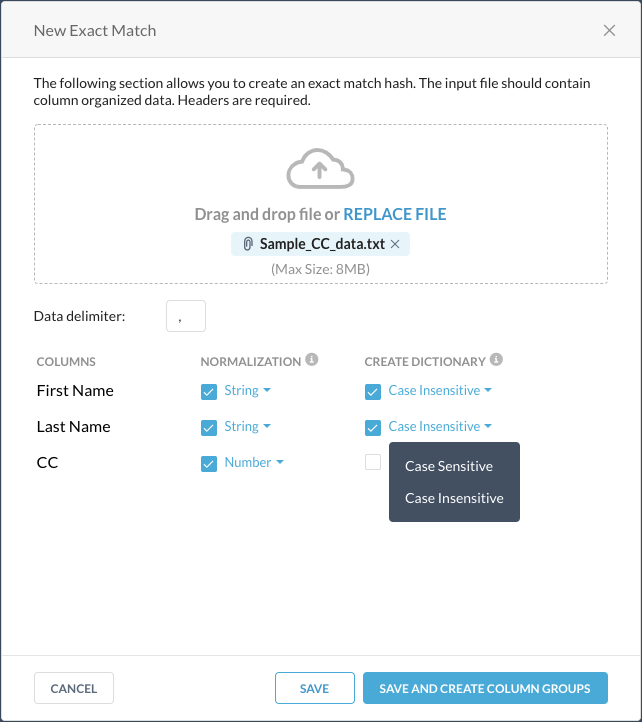 New Exact Match
The following section allows you to create an exact match hash. The input file should contain
column organized data. Headers are required.
Drag and drop file or REPLACE FILE
Sample_CC_data.txt
(Max Size: 8MB)
Data delimiter: ,
COLUMNS NORMALIZATION CREATE DICTIONARY
First Name String Case Insensitive
Last Name String Case Insensitive
CC Number
Case Sensitive
Case Insensitive
CANCEL SAVE SAVE AND CREATE COLUMN GROUPS